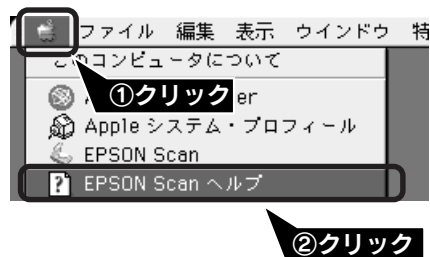 ファイル 編集 表示 ウインドウ 特
このコンピュータについて
①クリック er
Apple システム・プロフィール
EPSON Scan
EPSON Scan ヘルプ
②クリック